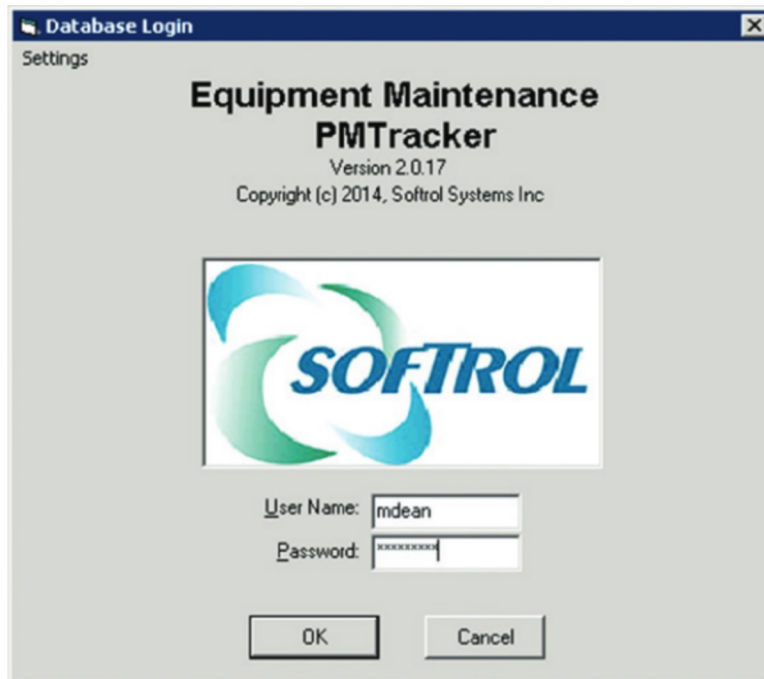 Database Login
Settings
Equipment Maintenance
PMTracker
Version 2.0.17
Copyright (c) 2014, Softrol Systems Inc
SOFTROL
User Name: mdean
Password: xxxxxxxxx
OK Cancel